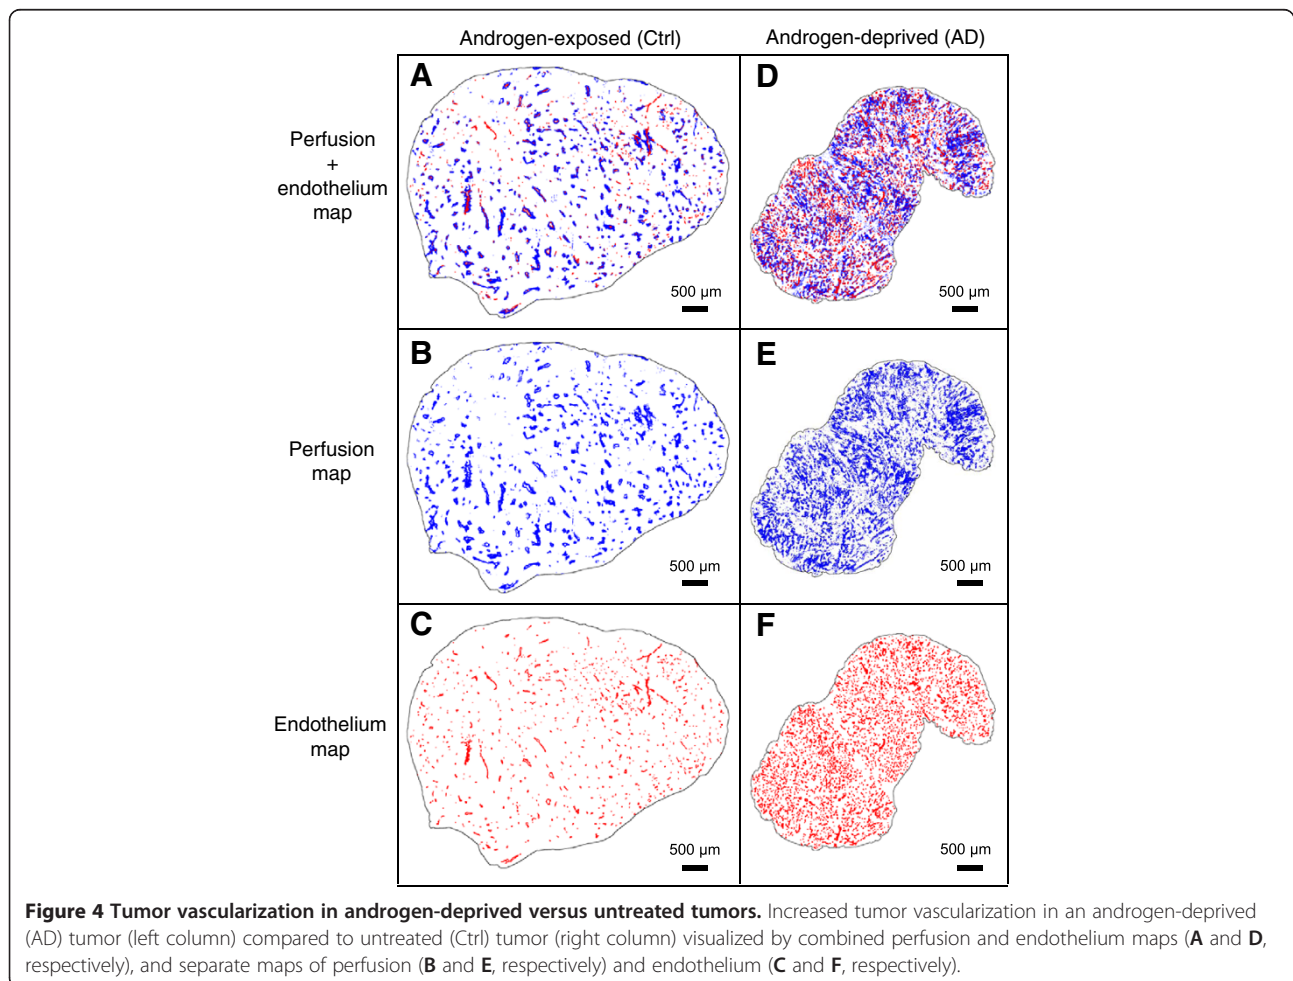 Androgen-exposed (Ctrl)
Androgen-deprived (AD)
Perfusion
+
endothelium
map
A
500 µm
D
500 µm
Perfusion
map
B
500 µm
E
500 µm
Endothelium
map
C
500 µm
F
500 µm
Figure 4 Tumor vascularization in androgen-deprived versus untreated tumors. Increased tumor vascularization in an androgen-deprived
(AD) tumor (left column) compared to untreated (Ctrl) tumor (right column) visualized by combined perfusion and endothelium maps (A and D,
respectively), and separate maps of perfusion (B and E, respectively) and endothelium (C and F, respectively).